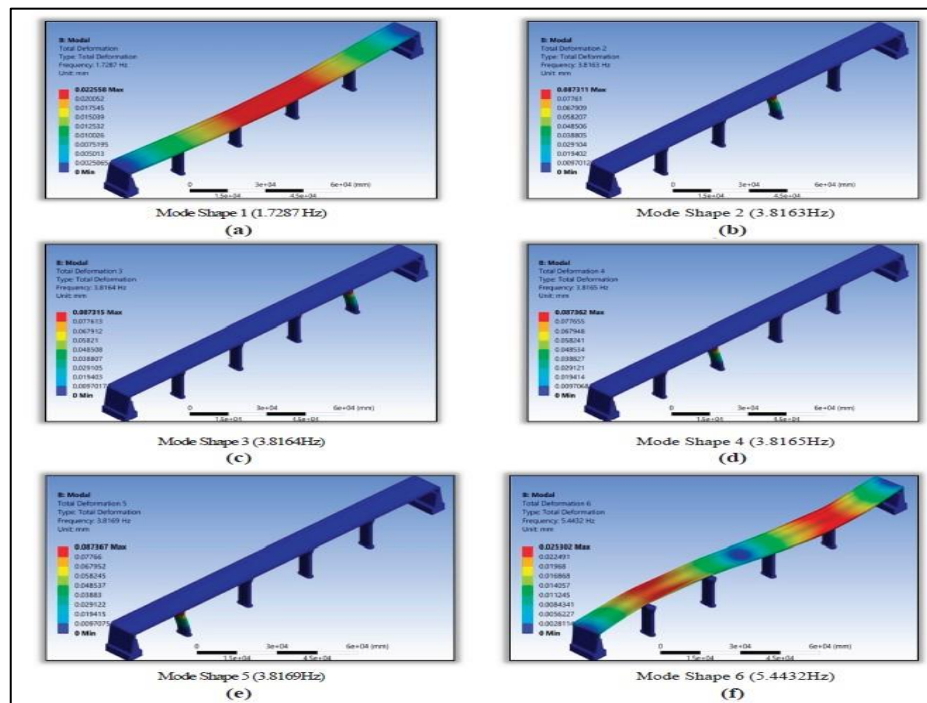 B: Modal
Total Deformation
Type: Total Deformation
Frequency: 1.7287 Hz
Unit: mm
0.022558 Max
0.020052
0.017545
0.015039
0.012532
0.010026
0.0075195
0.005013
0.0025065
0 Min
0 3e+04 6e+04 (mm)
1.5e+04 4.5e+04
Mode Shape 1 (1.7287 Hz)
(a)
B: Modal
Total Deformation 2
Type: Total Deformation
Frequency: 3.8163 Hz
Unit: mm
0.087311 Max
0.07761
0.067909
0.058207
0.048506
0.038805
0.029104
0.019402
0.0097012
0 Min
0 3e+04 6e+04 (mm)
1.5e+04 4.5e+04
Mode Shape 2 (3.8163Hz)
(b)
B: Modal
Total Deformation 3
Type: Total Deformation
Frequency: 3.8164 Hz
Unit: mm
0.087315 Max
0.077613
0.067912
0.05821
0.048508
0.038807
0.029105
0.019403
0.0097017
0 Min
0 3e+04 6e+04 (mm)
1.5e+04 4.5e+04
Mode Shape 3 (3.8164Hz)
(c)
B: Modal
Total Deformation 4
Type: Total Deformation
Frequency: 3.8165 Hz
Unit: mm
0.087362 Max
0.077655
0.067948
0.058241
0.048534
0.038827
0.029121
0.019414
0.0097068
0 Min
0 3e+04 6e+04 (mm)
1.5e+04 4.5e+04
Mode Shape 4 (3.8165Hz)
(d)
B: Modal
Total Deformation 5
Type: Total Deformation
Frequency: 3.8169 Hz
Unit: mm
0.087367 Max
0.07766
0.067952
0.058245
0.048537
0.03883
0.029122
0.019415
0.0097075
0 Min
0 3e+04 6e+04 (mm)
1.5e+04 4.5e+04
Mode Shape 5 (3.8169Hz)
(e)
B: Modal
Total Deformation 6
Type: Total Deformation
Frequency: 5.4432 Hz
Unit: mm
0.025302 Max
0.022491
0.01968
0.016868
0.014057
0.011245
0.0084341
0.0056227
0.0028114
0 Min
0 3e+04 6e+04 (mm)
1.5e+04 4.5e+04
Mode Shape 6 (5.4432Hz)
(f)